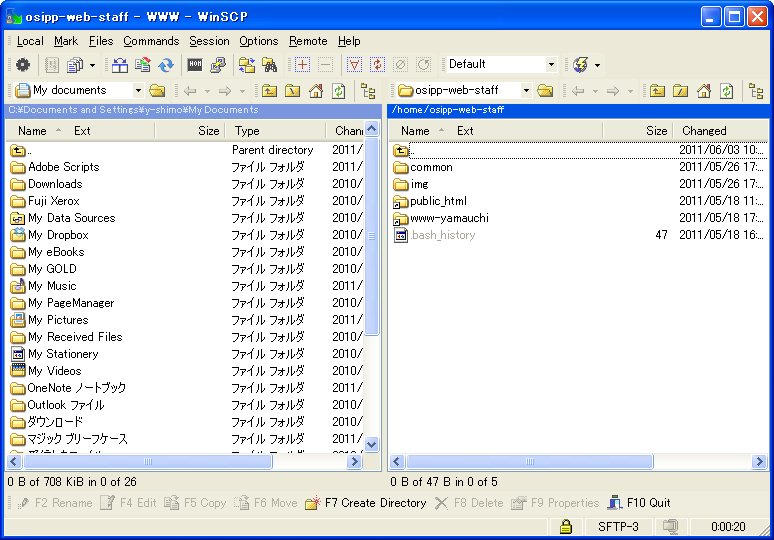 osipp-web-staff - WWW - WinSCP
Local Mark Files Commands Session Options Remote Help
Default
My documents
osipp-web-staff
C:¥Documents and Settings¥y-shimo¥My Documents
/home/osipp-web-staff
Name Ext Size Type Chan
Name Ext Size Changed
.. Parent directory 2011/
Adobe Scripts ファイル フォルダ 2011/
Downloads ファイル フォルダ 2010/
Fuji Xerox ファイル フォルダ 2010/
My Data Sources ファイル フォルダ 2011/
My Dropbox ファイル フォルダ 2011/
My eBooks ファイル フォルダ 2010/
My GOLD ファイル フォルダ 2010/
My Music ファイル フォルダ 2011/
My PageManager ファイル フォルダ 2010/
My Pictures ファイル フォルダ 2011/
My Received Files ファイル フォルダ 2010/
My Stationery ファイル フォルダ 2010/
My Videos ファイル フォルダ 2010/
OneNote ノートブック ファイル フォルダ 2010/
Outlook ファイル ファイル フォルダ 2010/
ダウンロード ファイル フォルダ 2010/
マジック ブリーフケース ファイル フォルダ 2011/
.. 2011/06/03 10:...
common 2011/05/26 17:...
img 2011/05/26 17:...
public_html 2011/05/18 11:...
www-yamauchi 2011/05/18 17:...
.bash_history 47 2011/05/18 16:...
0 B of 708 KiB in 0 of 26
0 B of 47 B in 0 of 5
F2 Rename F4 Edit F5 Copy F6 Move F7 Create Directory F8 Delete F9 Properties F10 Quit
SFTP-3 0:00:20